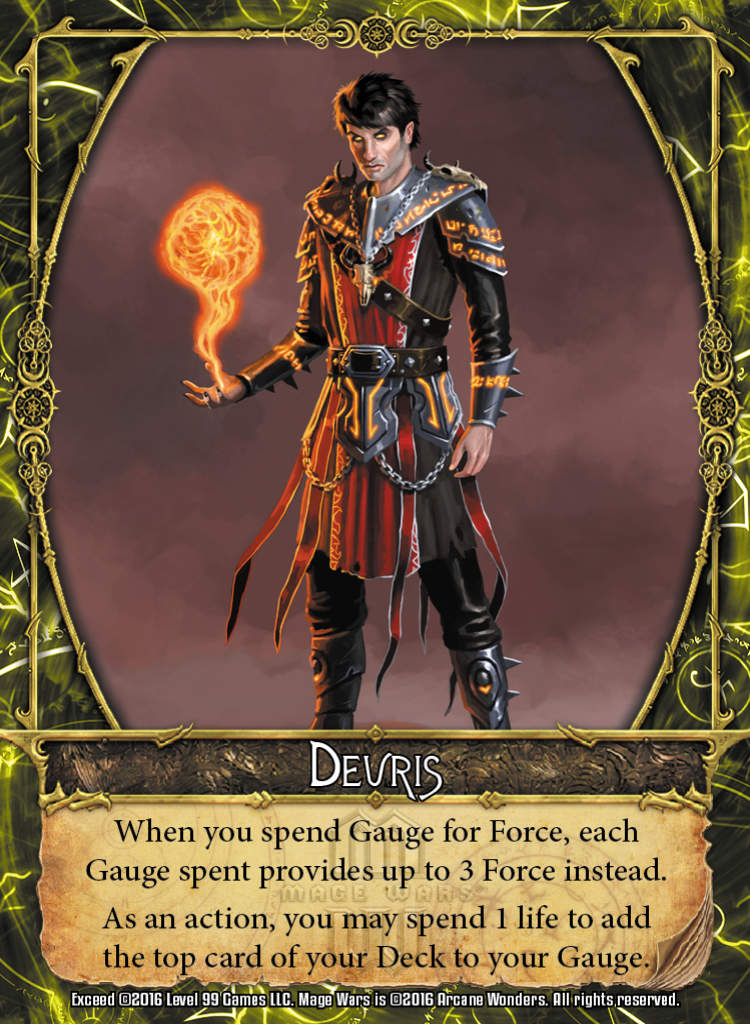 Devris
When you spend Gauge for Force, each
Gauge spent provides up to 3 Force instead.
MAGE WARS
As an action, you may spend 1 life to add
the top card of your Deck to your Gauge.
Exceed ©2016 Level 99 Games LLC. Mage Wars is ©2016 Arcane Wonders. All rights reserved.